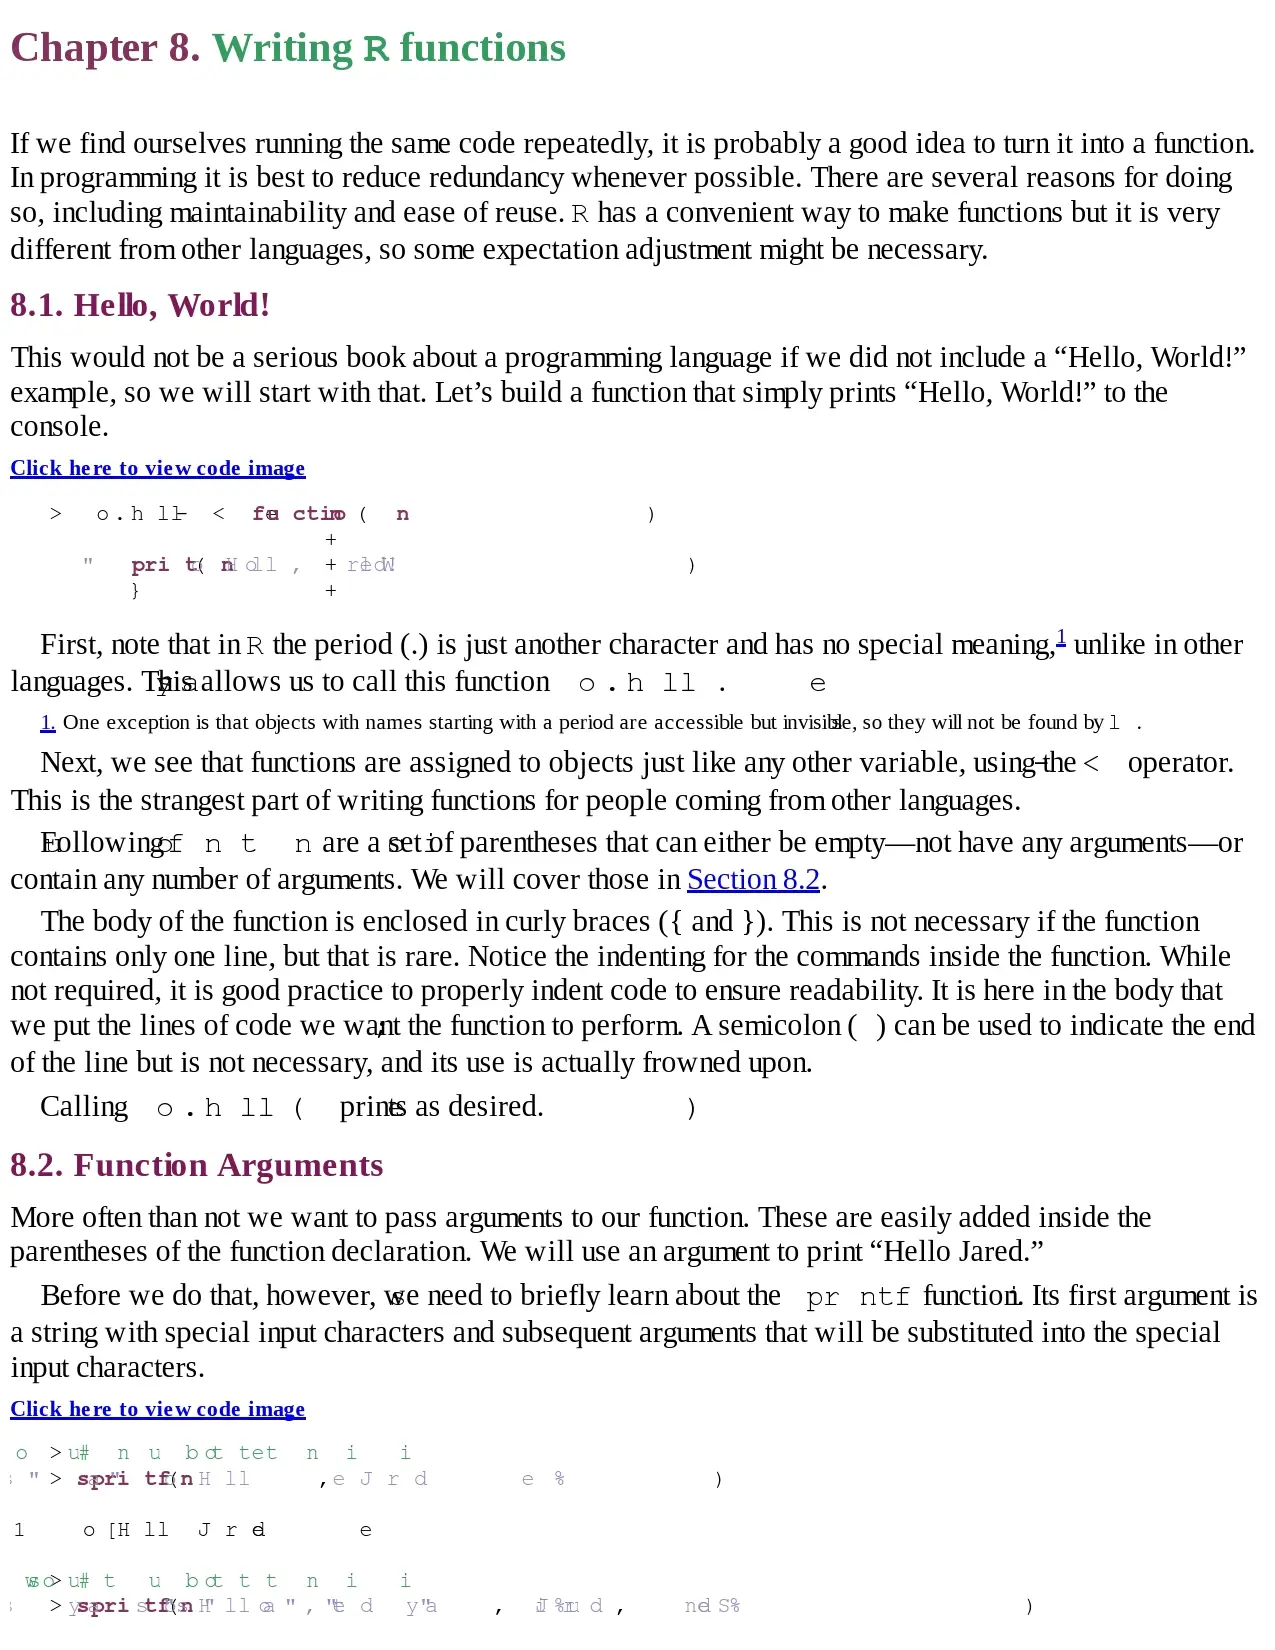 Chapter 8. Writing R functions
If we find ourselves running the same code repeatedly, it is probably a good idea to turn it into a function.
In programming it is best to reduce redundancy whenever possible. There are several reasons for doing
so, including maintainability and ease of reuse. R has a convenient way to make functions but it is very
different from other languages, so some expectation adjustment might be necessary.
8.1. Hello, World!
This would not be a serious book about a programming language if we did not include a “Hello, World!”
example, so we will start with that. Let’s build a function that simply prints “Hello, World!” to the
console.
Click here to view code image
First, note that in R the period (.) is just another character and has no special meaning,1 unlike in other
languages. This allows us to call this function
1. One exception is that objects with names starting with a period are accessible but invisible, so they will not be found by
Next, we see that functions are assigned to objects just like any other variable, using the <- operator.
This is the strangest part of writing functions for people coming from other languages.
Following are a set of parentheses that can either be empty—not have any arguments—or
contain any number of arguments. We will cover those in Section 8.2.
The body of the function is enclosed in curly braces ({ and }). This is not necessary if the function
contains only one line, but that is rare. Notice the indenting for the commands inside the function. While
not required, it is good practice to properly indent code to ensure readability. It is here in the body that
we put the lines of code we want the function to perform. A semicolon (;) can be used to indicate the end
of the line but is not necessary, and its use is actually frowned upon.
Calling prints as desired.
8.2. Function Arguments
More often than not we want to pass arguments to our function. These are easily added inside the
parentheses of the function declaration. We will use an argument to print “Hello Jared.”
Before we do that, however, we need to briefly learn about the function. Its first argument is
a string with special input characters and subsequent arguments that will be substituted into the special
input characters.
Click here to view code image